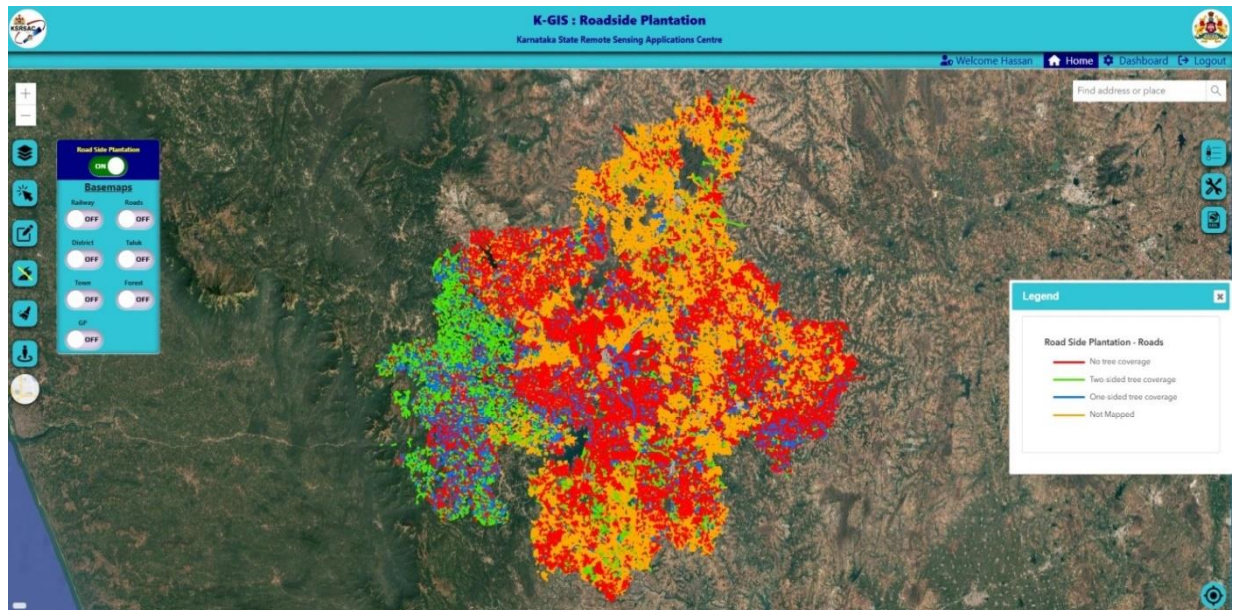 K-GIS : Roadside Plantation
Karnataka State Remote Sensing Applications Centre
KSRSAC
Welcome Hassan Home Dashboard Logout
Find address or place
Road Side Plantation
ON
Basemaps
Railway Roads
OFF OFF
District Taluk
OFF OFF
Town Forest
OFF OFF
GP
OFF
Legend
Road Side Plantation - Roads
No tree coverage
Two sided tree coverage
One sided tree coverage
Not Mapped